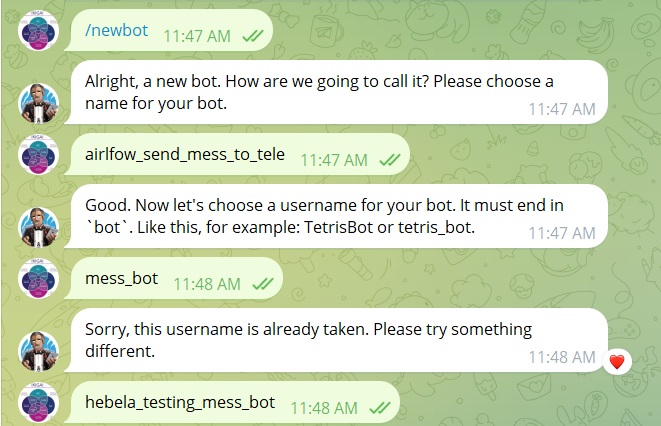 /newbot 11:47 AM
Alright, a new bot. How are we going to call it? Please choose a
name for your bot.
11:47 AM
airlfow_send_mess_to_tele 11:47 AM
Good. Now let's choose a username for your bot. It must end in
`bot`. Like this, for example: TetrisBot or tetris_bot.
11:47 AM
mess_bot 11:48 AM
Sorry, this username is already taken. Please try something
different.
11:48 AM
hebela_testing_mess_bot 11:48 AM